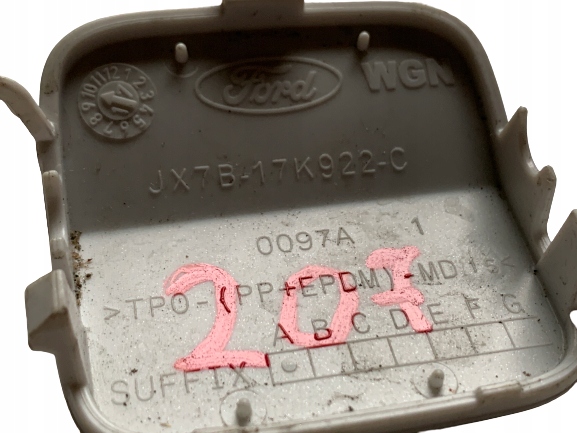 Ford WGN
JX7B-17K922-C
0097A 1
>TPO-(PP+EPDM)-MD15<
207
A B C D E F G
SUFFIX